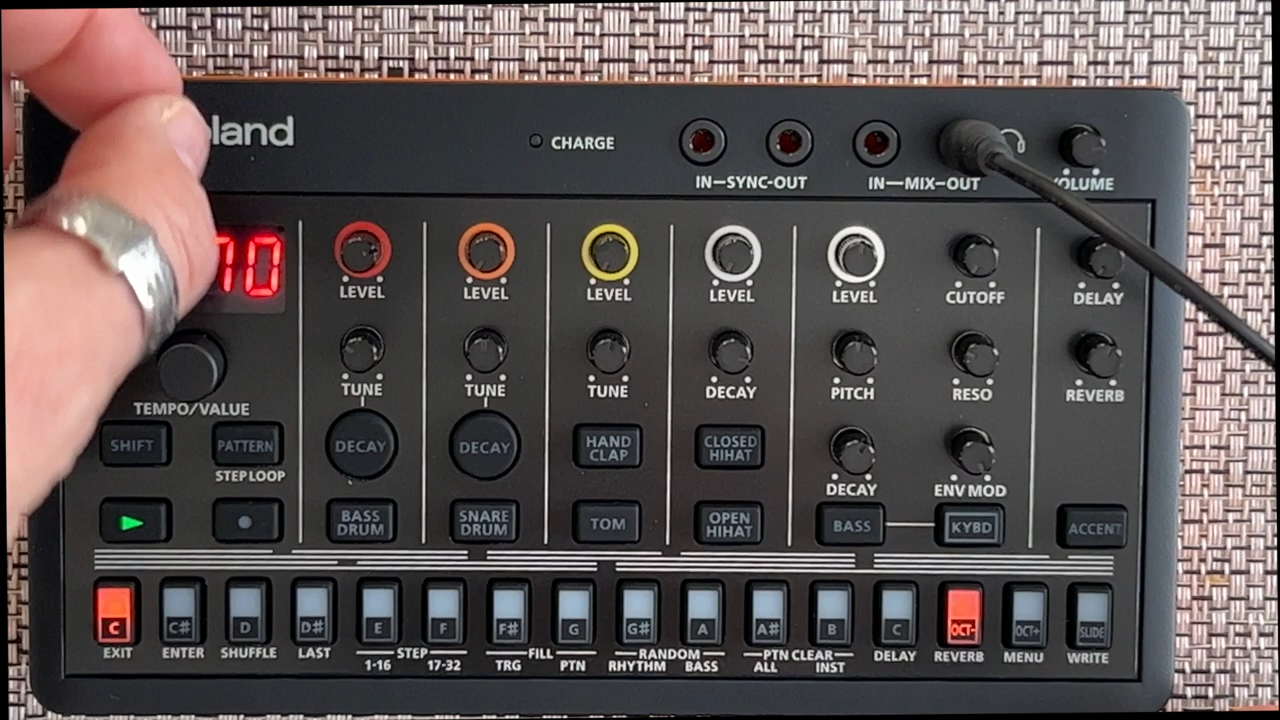 land
CHARGE
IN—SYNC-OUT
IN—MIX-OUT
VOLUME
10
LEVEL
LEVEL
LEVEL
LEVEL
LEVEL
CUTOFF
DELAY
TUNE
TUNE
TUNE
DECAY
PITCH
RESO
REVERB
TEMPO/VALUE
SHIFT
PATTERN
DECAY
DECAY
HAND
CLAP
CLOSED
HIHAT
STEP LOOP
DECAY
ENV MOD
BASS
DRUM
SNARE
DRUM
TOM
OPEN
HIHAT
BASS
KYBD
ACCENT
C
C#
D
D#
E
F
F#
G
G#
A
A#
B
C
OCT-
OCT+
SLIDE
EXIT
ENTER
SHUFFLE
LAST
STEP
1-16
17-32
FILL
TRG
PTN
RANDOM
RHYTHM
BASS
PTN CLEAR
ALL
INST
DELAY
REVERB
MENU
WRITE